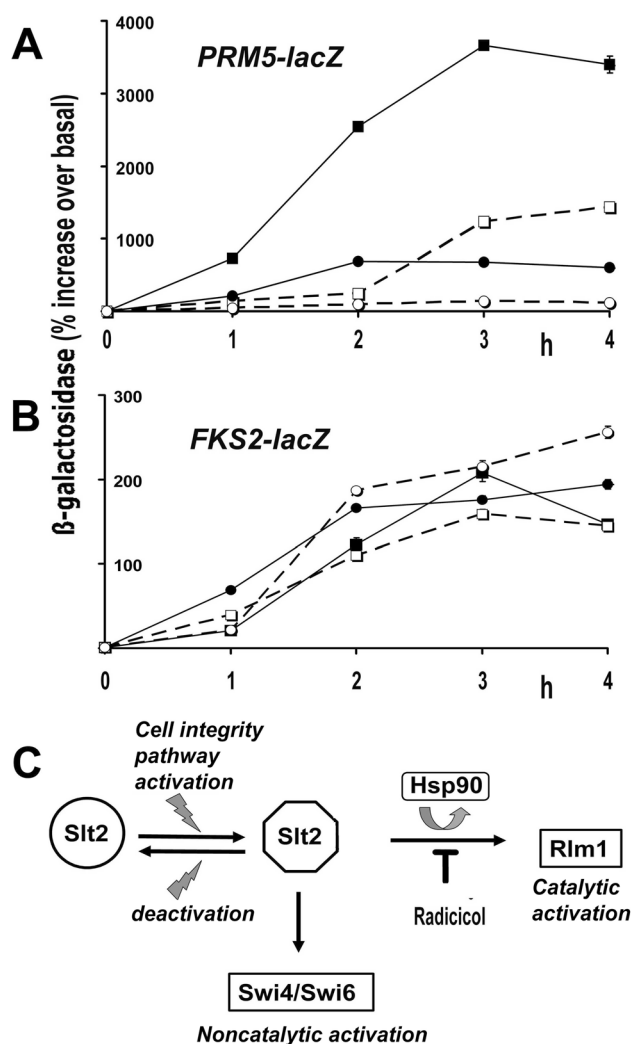 A
PRM5-lacZ
4000
3000
2000
1000
0
1
2
3
4
h
ß-galactosidase (% increase over basal)
B
FKS2-lacZ
300
200
100
0
1
2
3
4
h
C
Cell integrity
pathway
activation
Slt2
Slt2
deactivation
Hsp90
Radicicol
Rlm1
Catalytic
activation
Swi4/Swi6
Noncatalytic activation